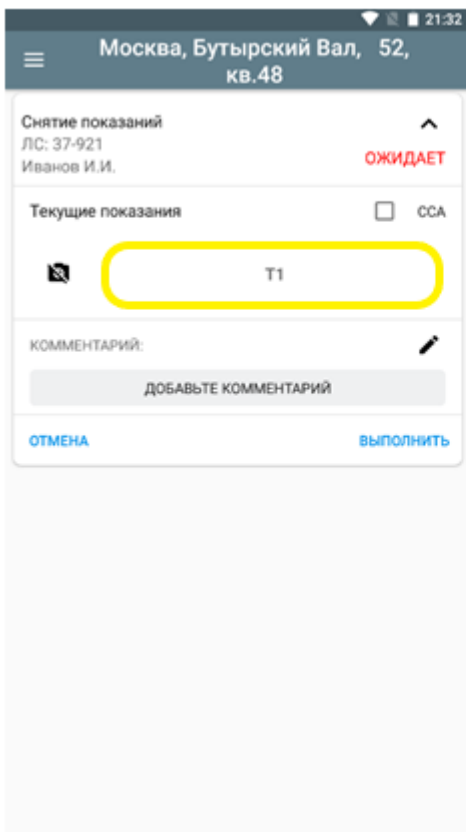 21:32
Москва, Бутырский Вал, 52,
кв.48
Снятие показаний
ЛС: 37-921
Иванов И.И.
ОЖИДАЕТ
Текущие показания
ССА
Т1
КОММЕНТАРИЙ:
ДОБАВЬТЕ КОММЕНТАРИЙ
ОТМЕНА
ВЫПОЛНИТЬ